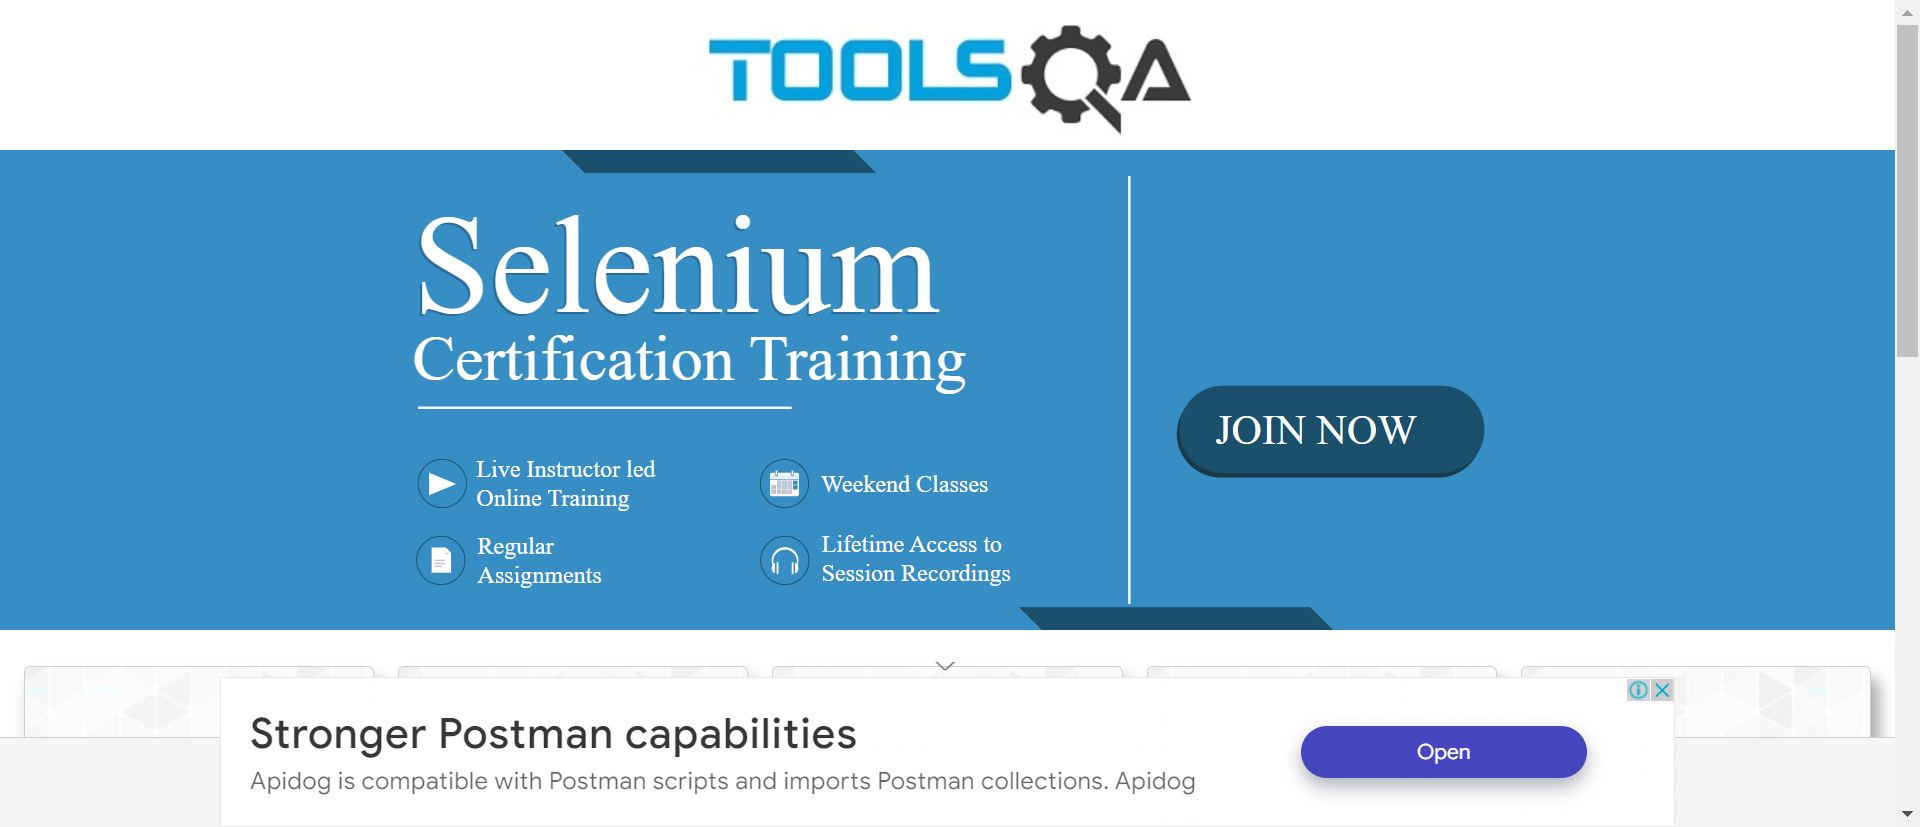 TOOLSQA
Selenium
Certification Training
Live Instructor led
Online Training
Weekend Classes
Regular
Assignments
Lifetime Access to
Session Recordings
JOIN NOW
Stronger Postman capabilities
Apidog is compatible with Postman scripts and imports Postman collections. Apidog
Open